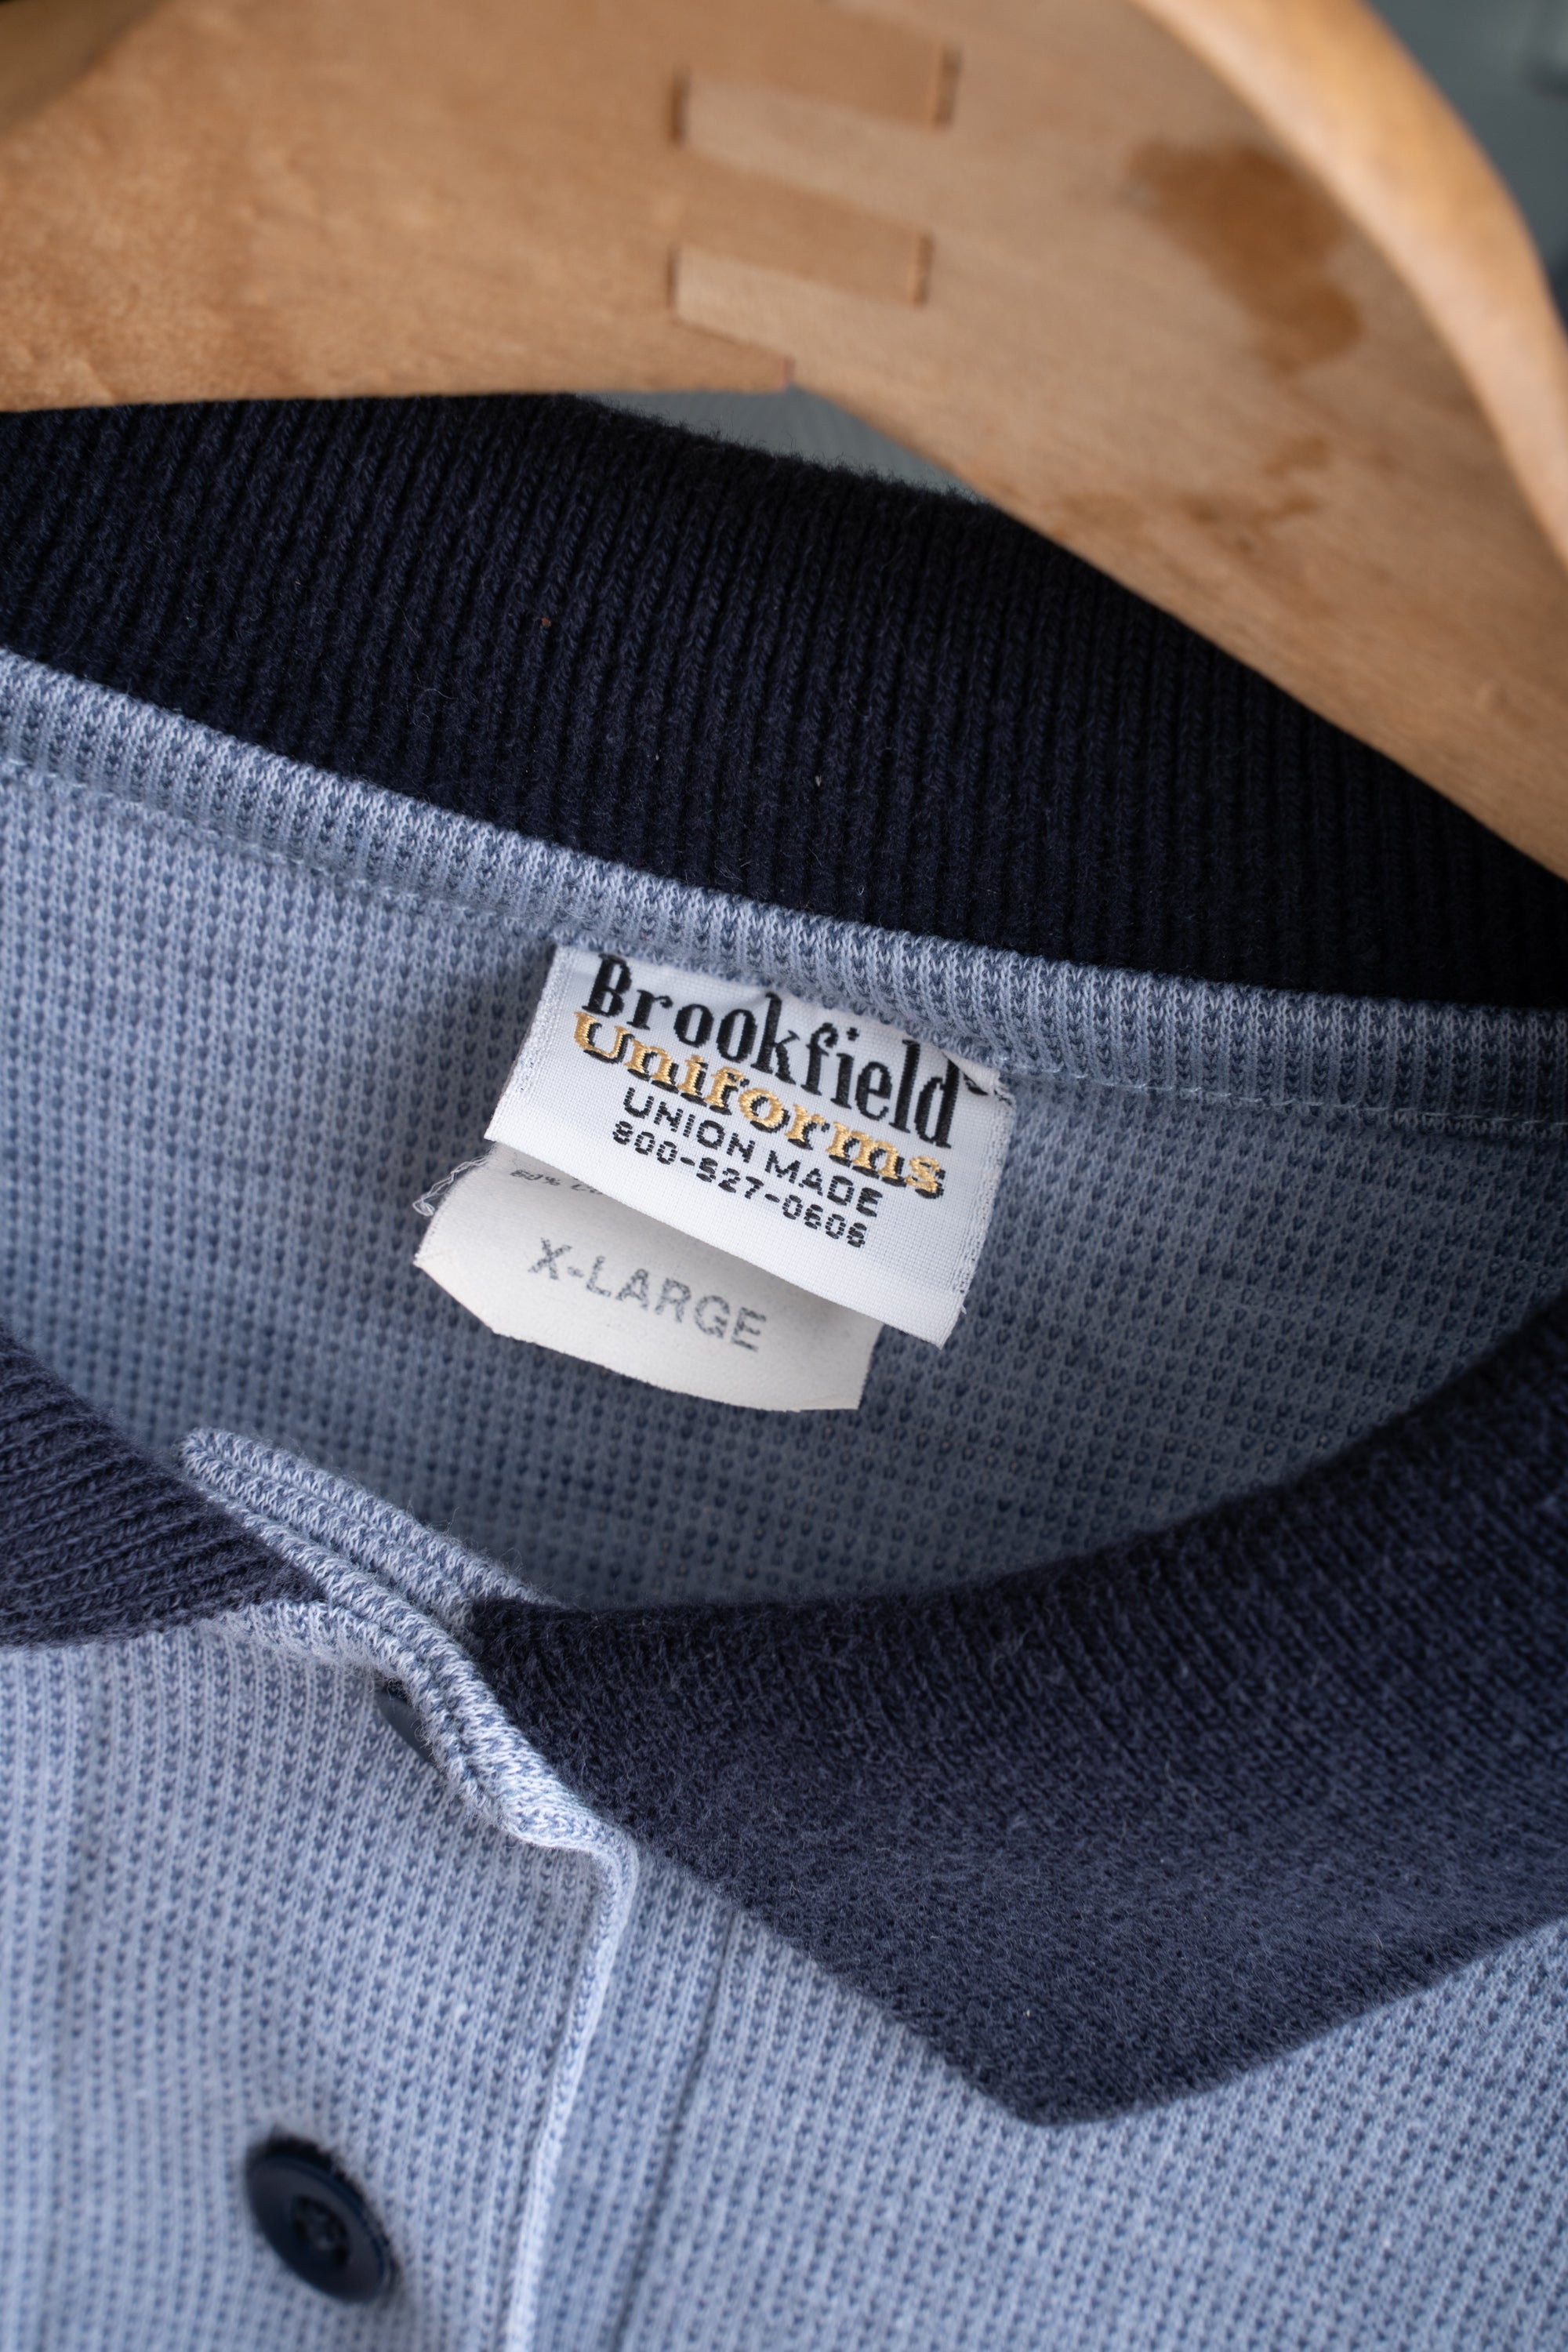 Brookfield
Uniforms
UNION MADE
800-527-0606
X-LARGE